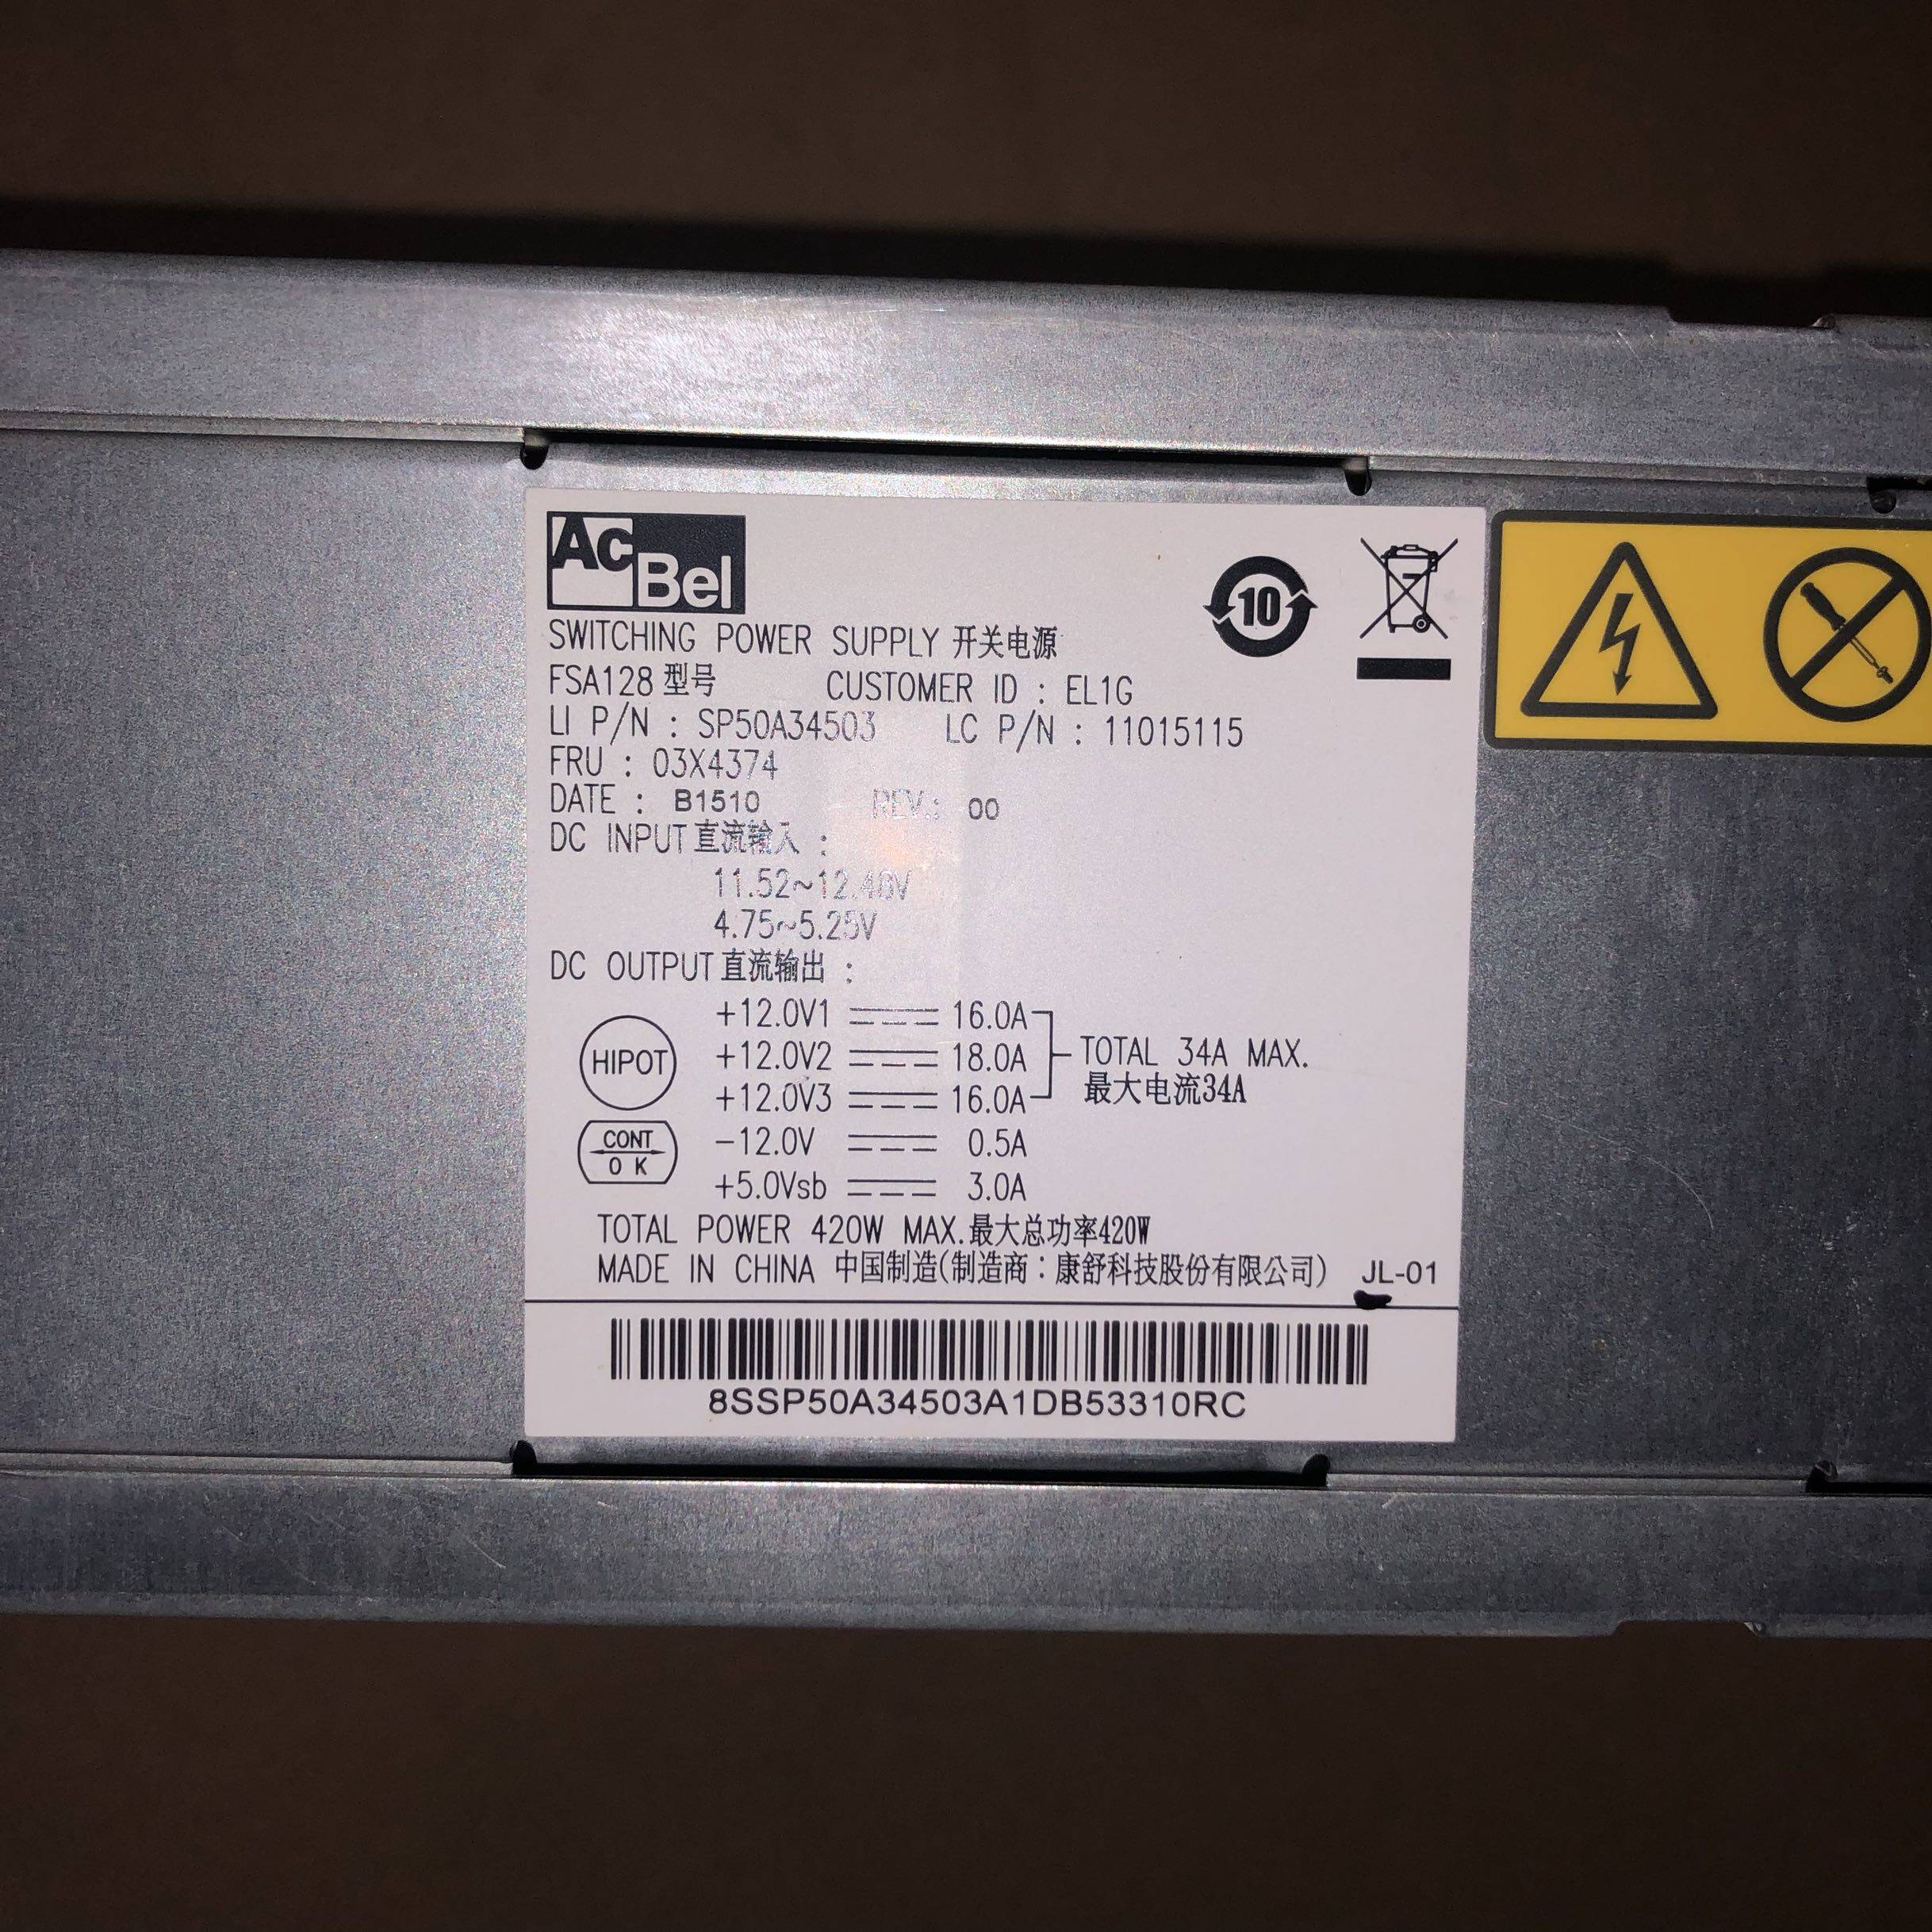 AcBel
10
SWITCHING POWER SUPPLY 开关电源
FSA128 型号 CUSTOMER ID : EL1G
LI P/N : SP50A34503 LC P/N : 11015115
FRU : 03X4374
DATE : B1510 REV.: 00
DC INPUT 直流输入 :
11.52~12.48V
4.75~5.25V
DC OUTPUT 直流输出 :
+12.0V1 16.0A
+12.0V2 18.0A
+12.0V3 16.0A
TOTAL 34A MAX.
最大电流34A
HIPOT
-12.0V 0.5A
+5.0Vsb 3.0A
CONT
OK
TOTAL POWER 420W MAX.最大总功率420W
MADE IN CHINA 中国制造(制造商：康舒科技股份有限公司) JL-01
8SSP50A34503A1DB53310RC